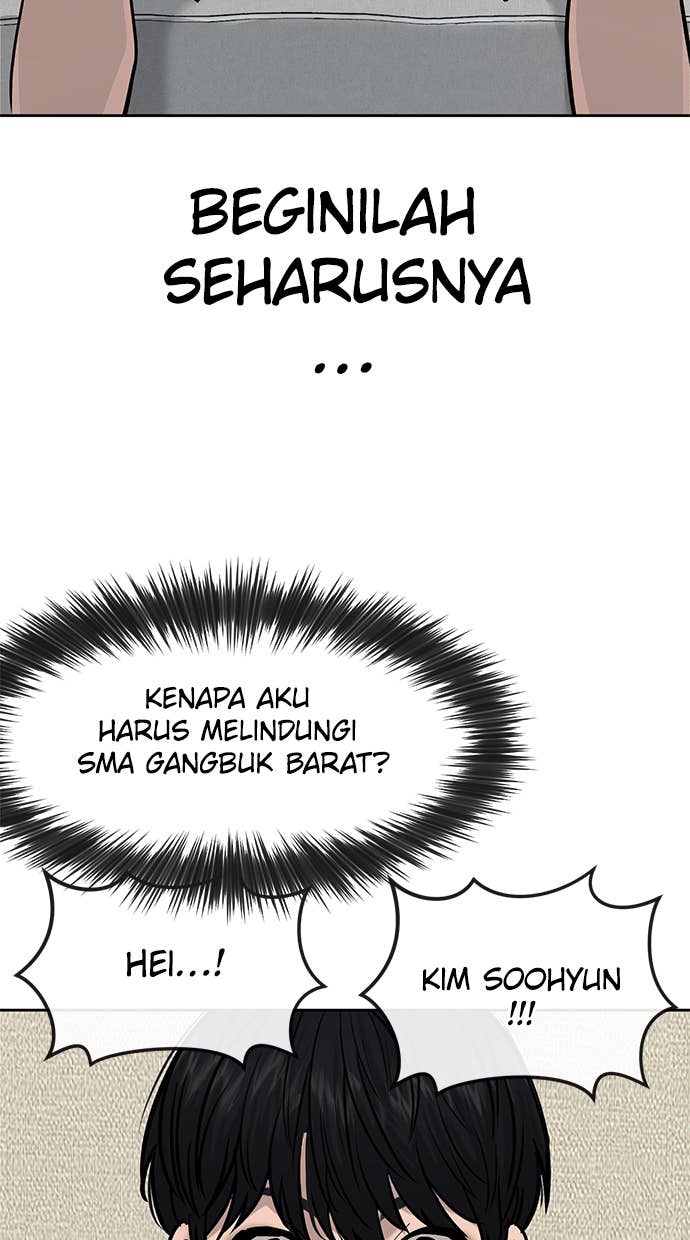 BEGINILAH
SEHARUSNYA
...
KENAPA AKU
HARUS MELINDUNGI
SMA GANGBUK BARAT?
HEI...!
KIM SOOHYUN
!!!